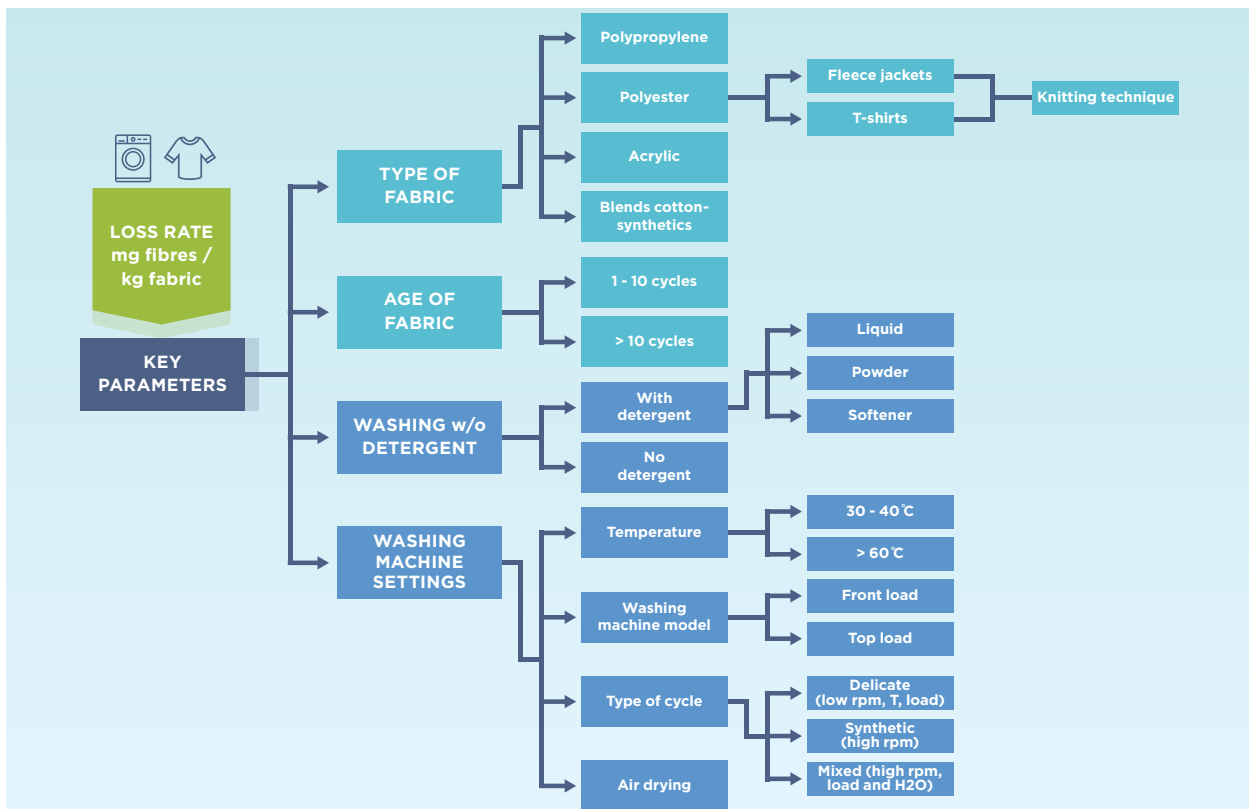 LOSS RATE
mg fibres /
kg fabric
KEY
PARAMETERS
TYPE OF
FABRIC
Polypropylene
Polyester
Fleece jackets
T-shirts
Knitting technique
Acrylic
Blends cotton-
synthetics
AGE OF
FABRIC
1 - 10 cycles
> 10 cycles
WASHING w/o
DETERGENT
With
detergent
Liquid
Powder
Softener
No
detergent
WASHING
MACHINE
SETTINGS
Temperature
30 - 40°C
> 60°C
Washing
machine model
Front load
Top load
Type of cycle
Delicate
(low rpm, T, load)
Synthetic
(high rpm)
Mixed (high rpm,
load and H2O)
Air drying